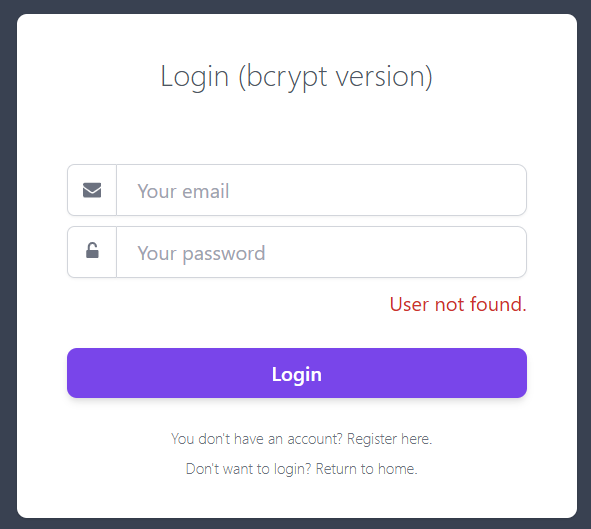 Login (bcrypt version)
Your email
Your password
User not found.
Login
You don't have an account? Register here.
Don't want to login? Return to home.